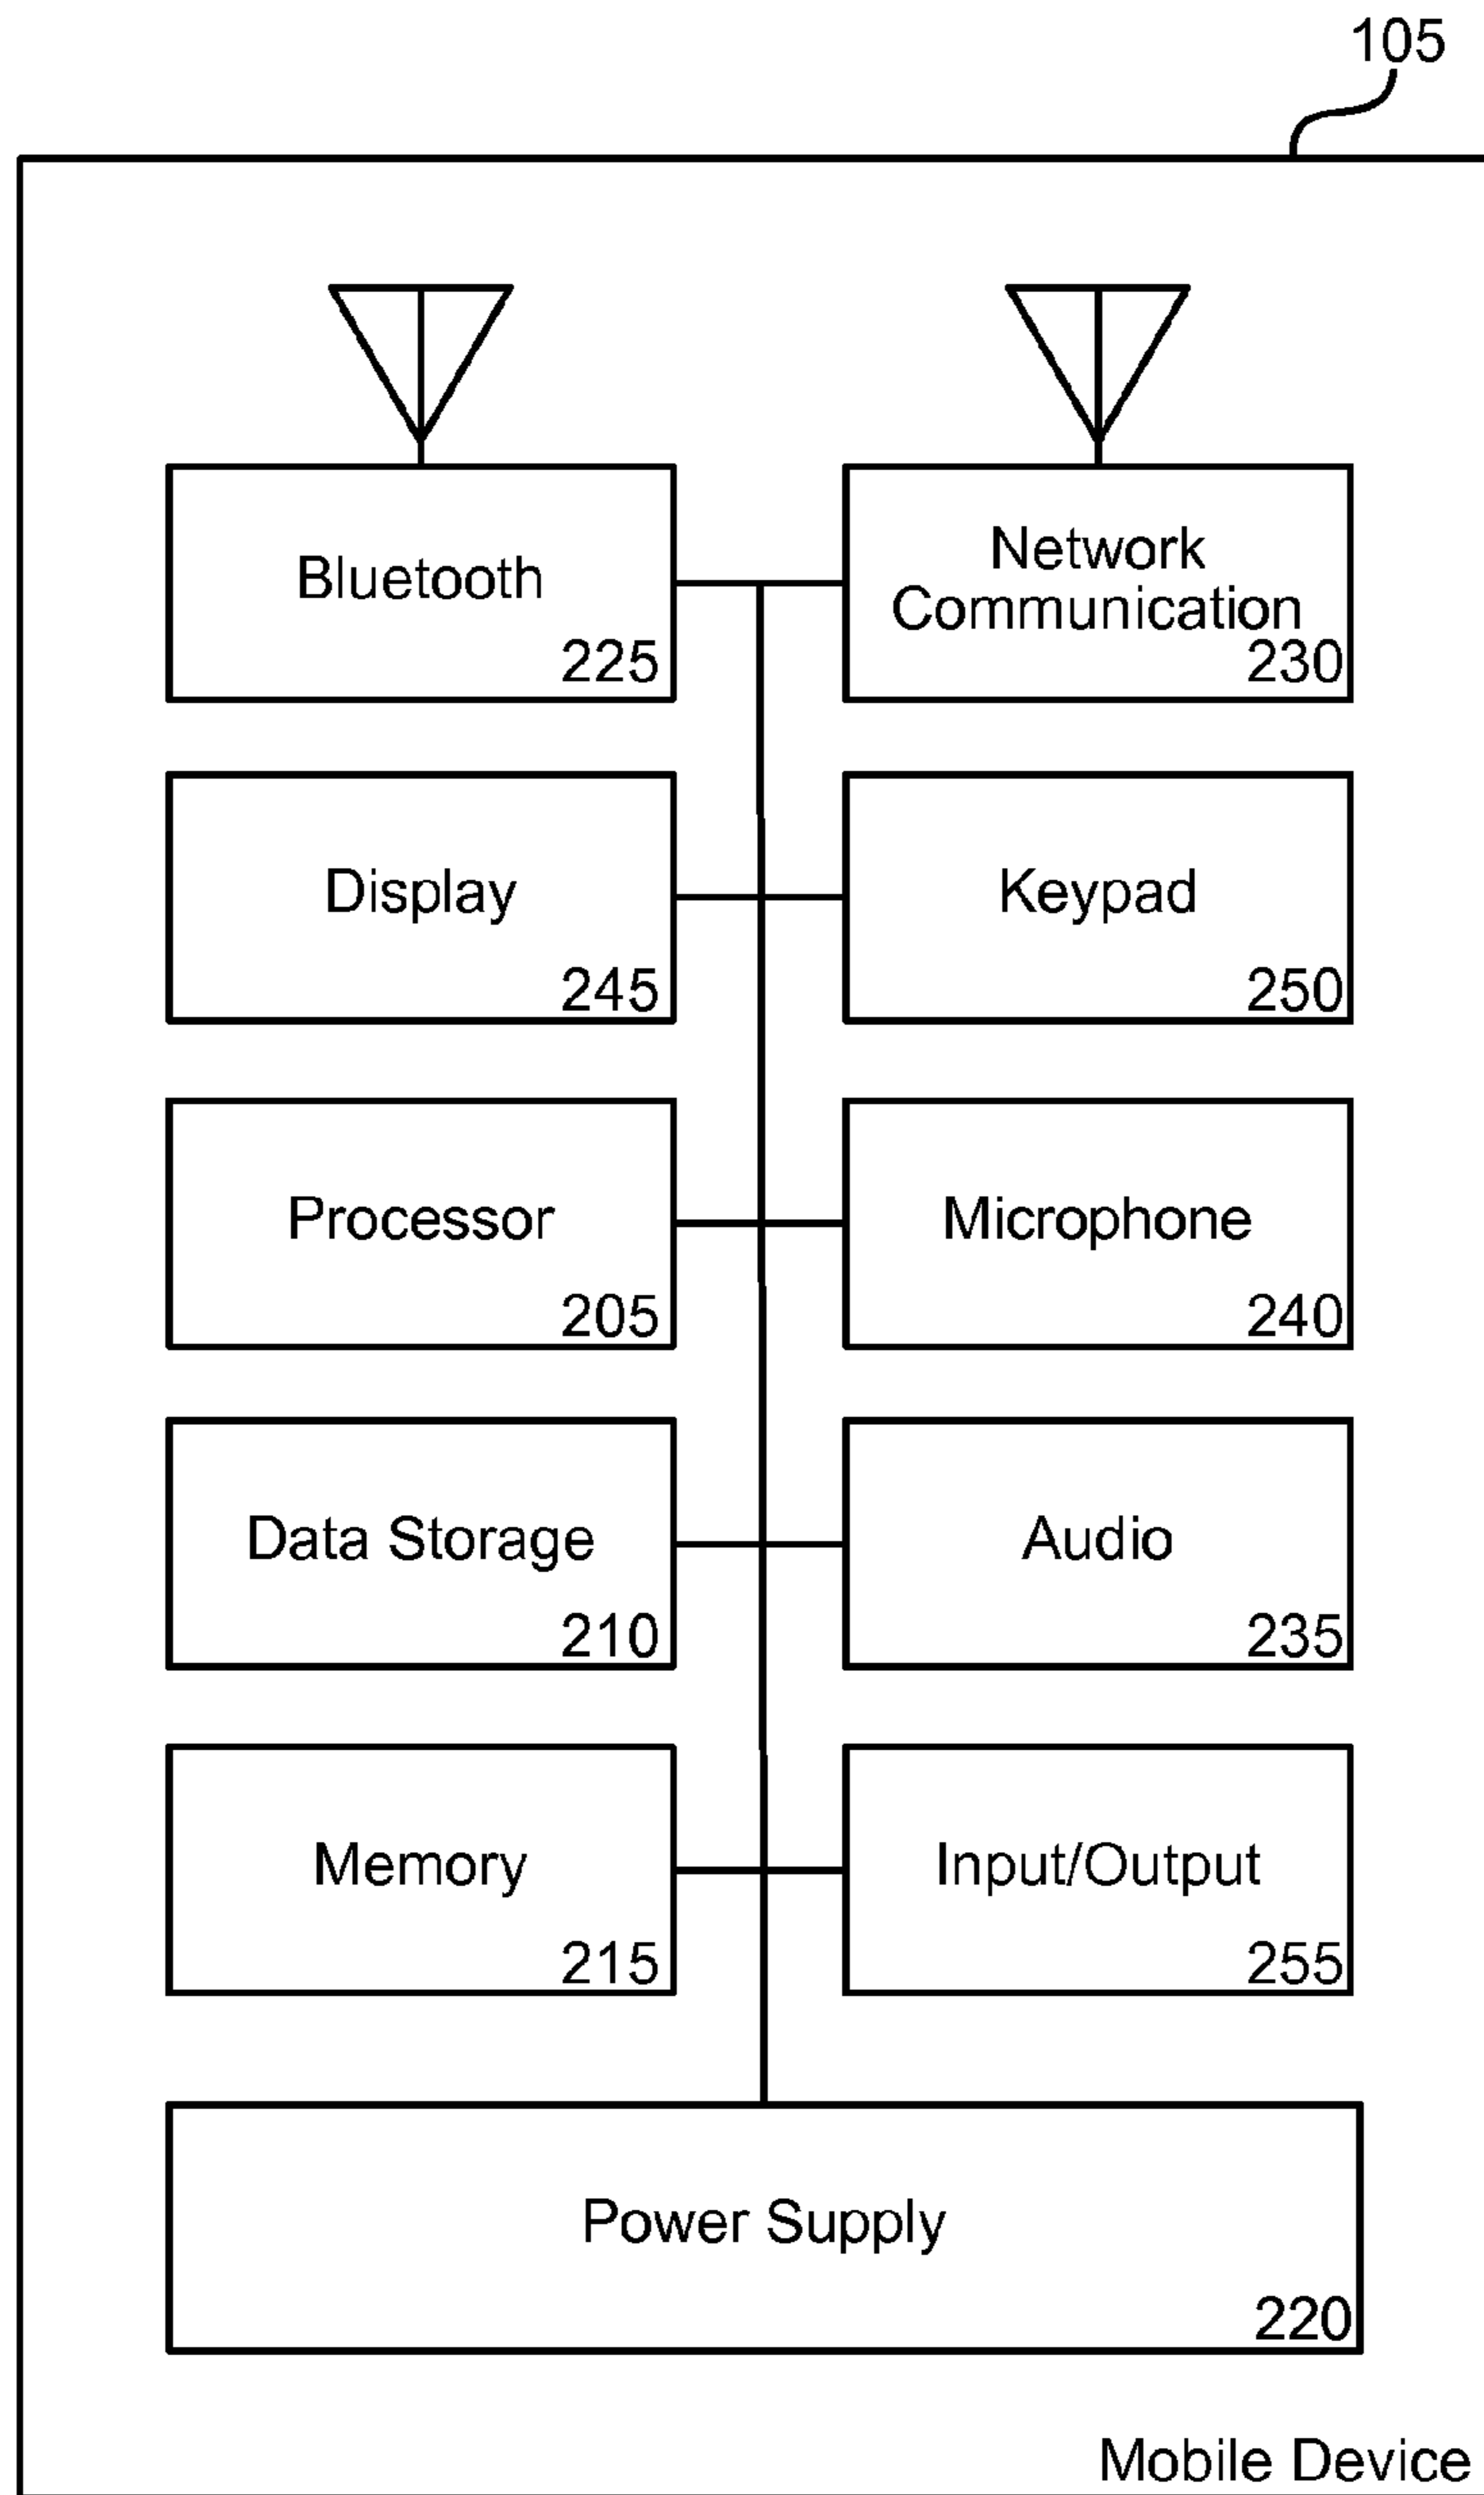 105
Bluetooth
225
Network
Communication
230
Display
245
Keypad
250
Processor
205
Microphone
240
Data Storage
210
Audio
235
Memory
215
Input/Output
255
Power Supply
220
Mobile Device